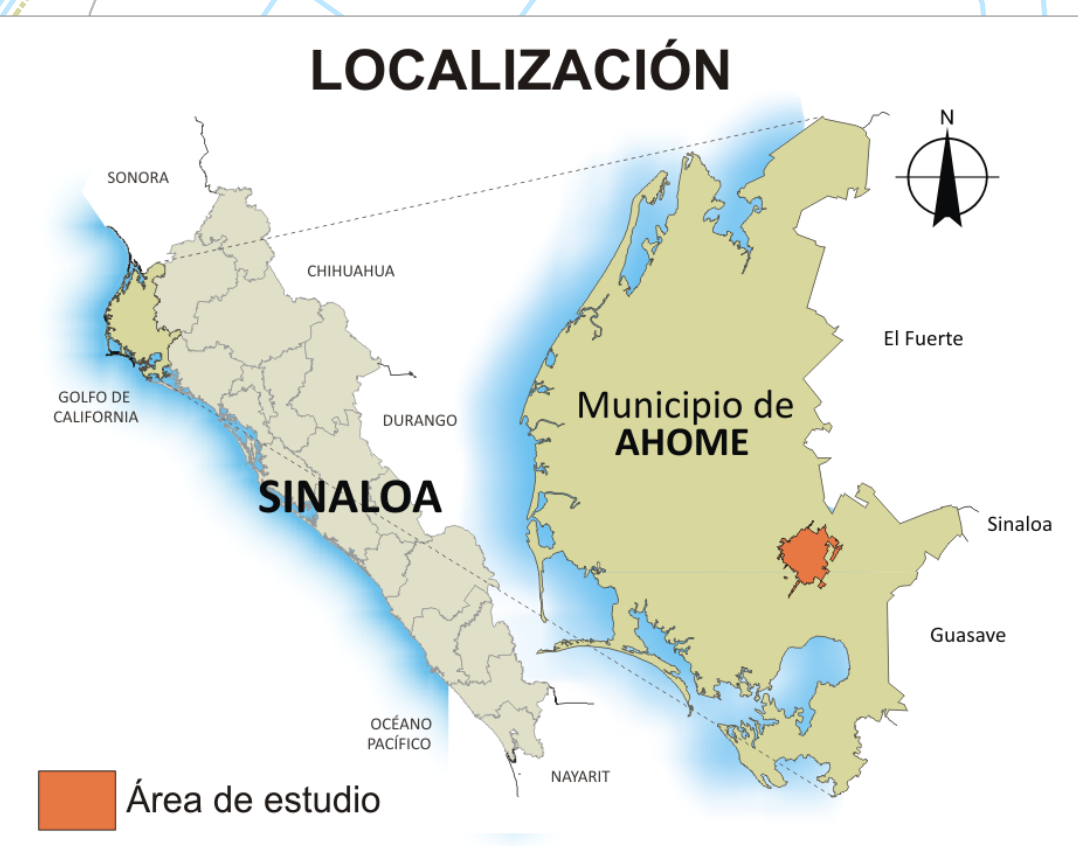 LOCALIZACIÓN
N
SONORA
CHIHUAHUA
El Fuerte
GOLFO DE
CALIFORNIA
DURANGO
Municipio de
AHOME
SINALOA
Sinaloa
Guasave
OCÉANO
PACÍFICO
NAYARIT
Área de estudio